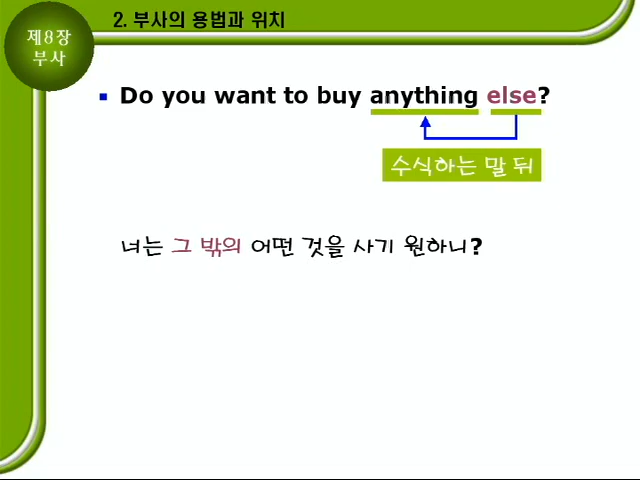 제8장
부사
2. 부사의 용법과 위치
Do you want to buy anything else?
수식하는 말 뒤
너는 그 밖의 어떤 것을 사기 원하니?